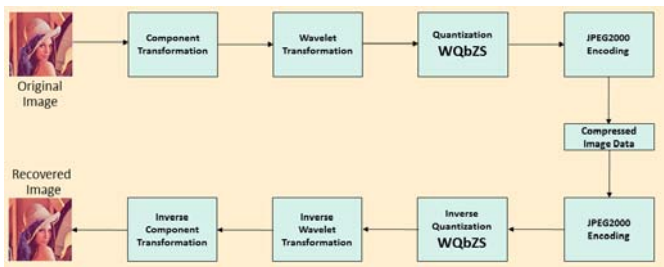 Original
Image
Component
Transformation
Wavelet
Transformation
Quantization
WQbZS
JPEG2000
Encoding
Compressed
Image Data
JPEG2000
Encoding
Inverse
Quantization
WQbZS
Inverse
Wavelet
Transformation
Inverse
Component
Transformation
Recovered
Image